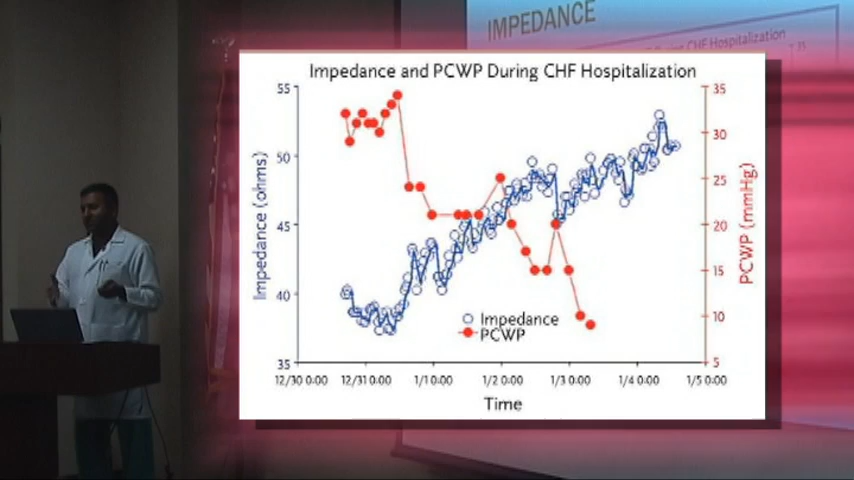 IMPEDANCE
CHF Hospitalization
Impedance and PCWP During CHF Hospitalization
55
50
45
40
35
Impedance (ohms)
35
30
25
20
15
10
5
PCWP (mmHg)
Impedance
PCWP
12/30 0:00
12/31 0:00
1/1 0:00
1/2 0:00
1/3 0:00
1/4 0:00
1/5 0:00
Time